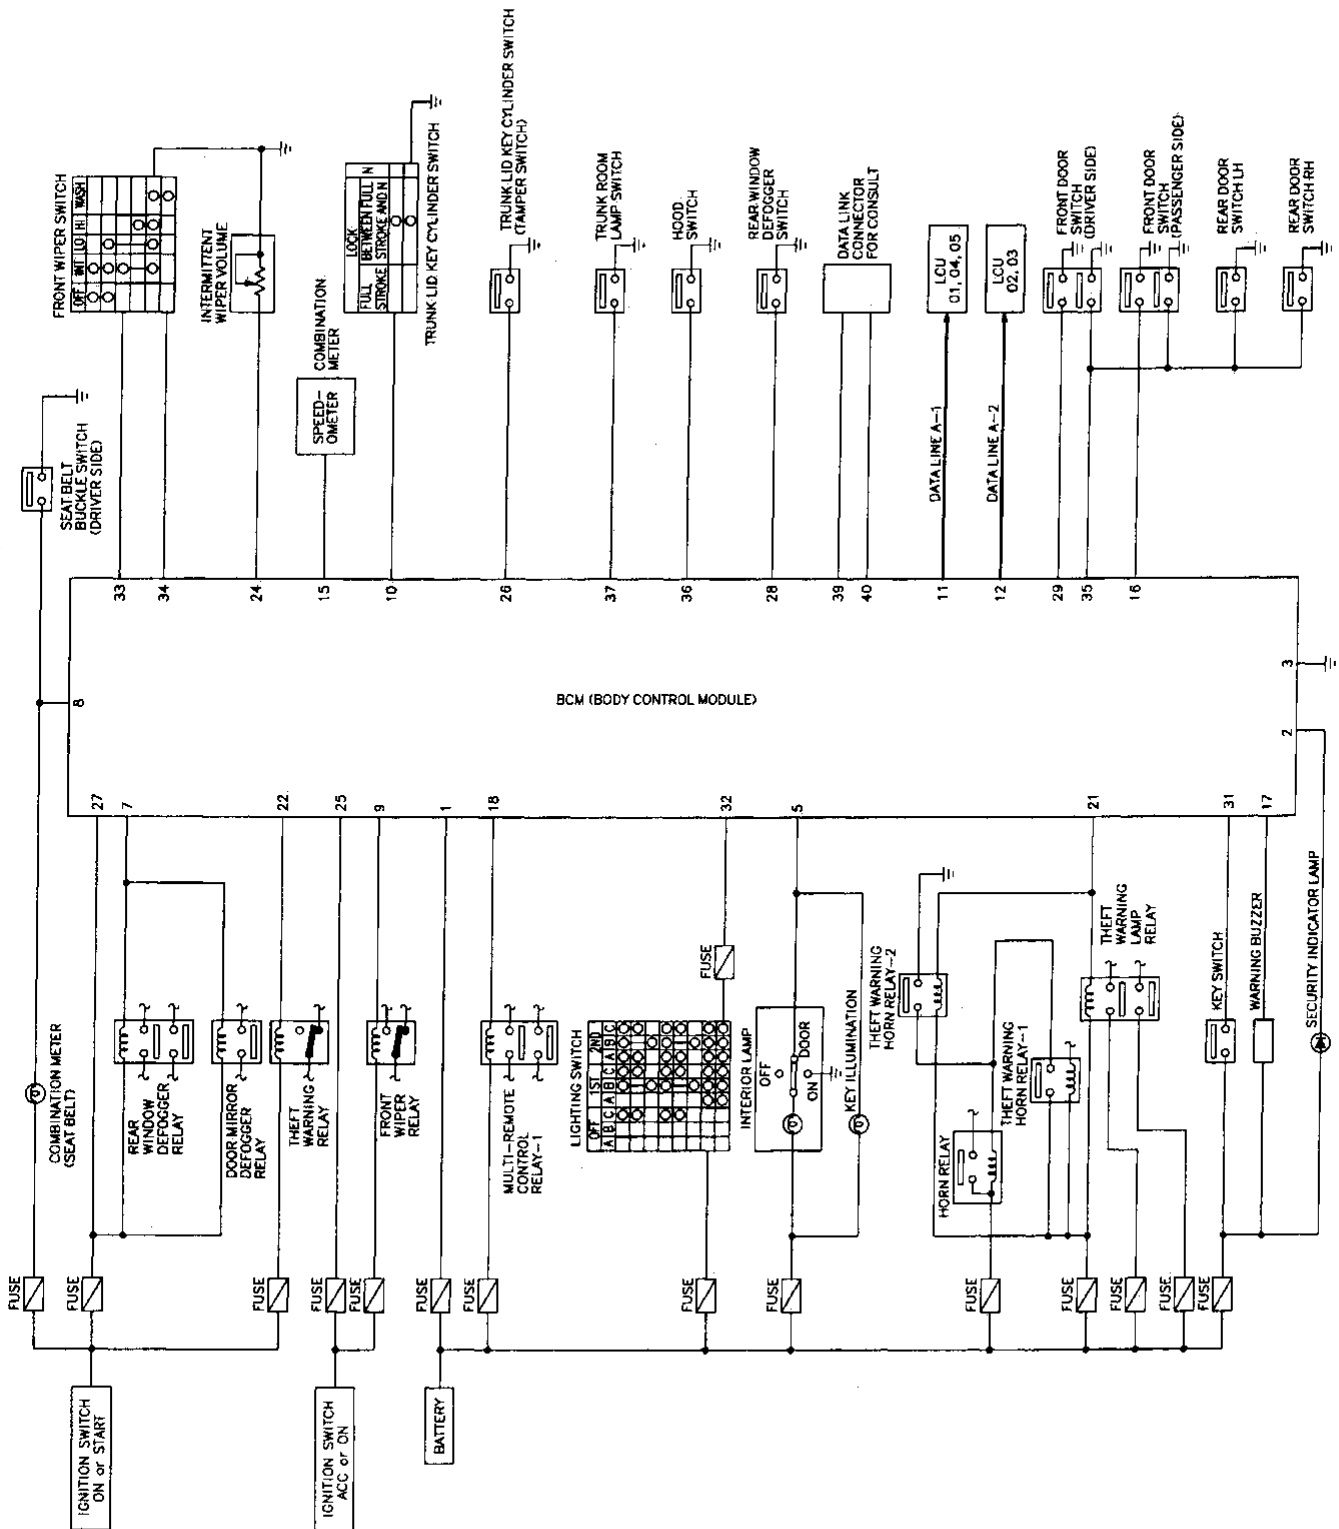 IGNITION SWITCH
ON or START
IGNITION SWITCH
ACC or ON
BATTERY
FUSE
FUSE
FUSE
FUSE
FUSE
FUSE
FUSE
FUSE
FUSE
FUSE
FUSE
FUSE
FUSE
FUSE
COMBINATION METER
(SEAT BELT)
REAR
WINDOW
DEFOGGER
RELAY
DOOR MIRROR
DEFOGGER
RELAY
THEFT
WARNING
RELAY
FRONT
WIPER
RELAY
MULTI-REMOTE
CONTROL
RELAY-1
LIGHTING SWITCH
OFF 1ST 2ND
A B C A B C A B C
FUSE
INTERIOR LAMP
OFF
DOOR
ON
KEY ILLUMINATION
THEFT WARNING
HORN RELAY-2
HORN RELAY
THEFT WARNING
HORN RELAY-1
THEFT
WARNING
LAMP
RELAY
KEY SWITCH
WARNING BUZZER
SECURITY INDICATOR LAMP
27
7
22
25
9
1
18
32
5
21
31
17
8
BCM (BODY CONTROL MODULE)
2
3
33
34
24
15
10
26
37
36
28
39
40
11
12
29
35
16
SEAT BELT
BUCKLE SWITCH
(DRIVER SIDE)
FRONT WIPER SWITCH
OFF INT LO HI WASH
INTERMITTENT
WIPER VOLUME
SPEED-
OMETER
COMBINATION
METER
LOCK
FULL STROKE
BETWEEN FULL STROKE AND N
N
TRUNK LID KEY CYLINDER SWITCH
TRUNK LID KEY CYLINDER SWITCH
(TAMPER SWITCH)
TRUNK ROOM
LAMP SWITCH
HOOD
SWITCH
REAR WINDOW
DEFOGGER
SWITCH
DATA LINK
CONNECTOR
FOR CONSULT
DATA LINE A-1
LCU
01, 04, 05
DATA LINE A-2
LCU
02, 03
FRONT DOOR
SWITCH
(DRIVER SIDE)
FRONT DOOR
SWITCH
(PASSENGER SIDE)
REAR DOOR
SWITCH LH
REAR DOOR
SWITCH RH